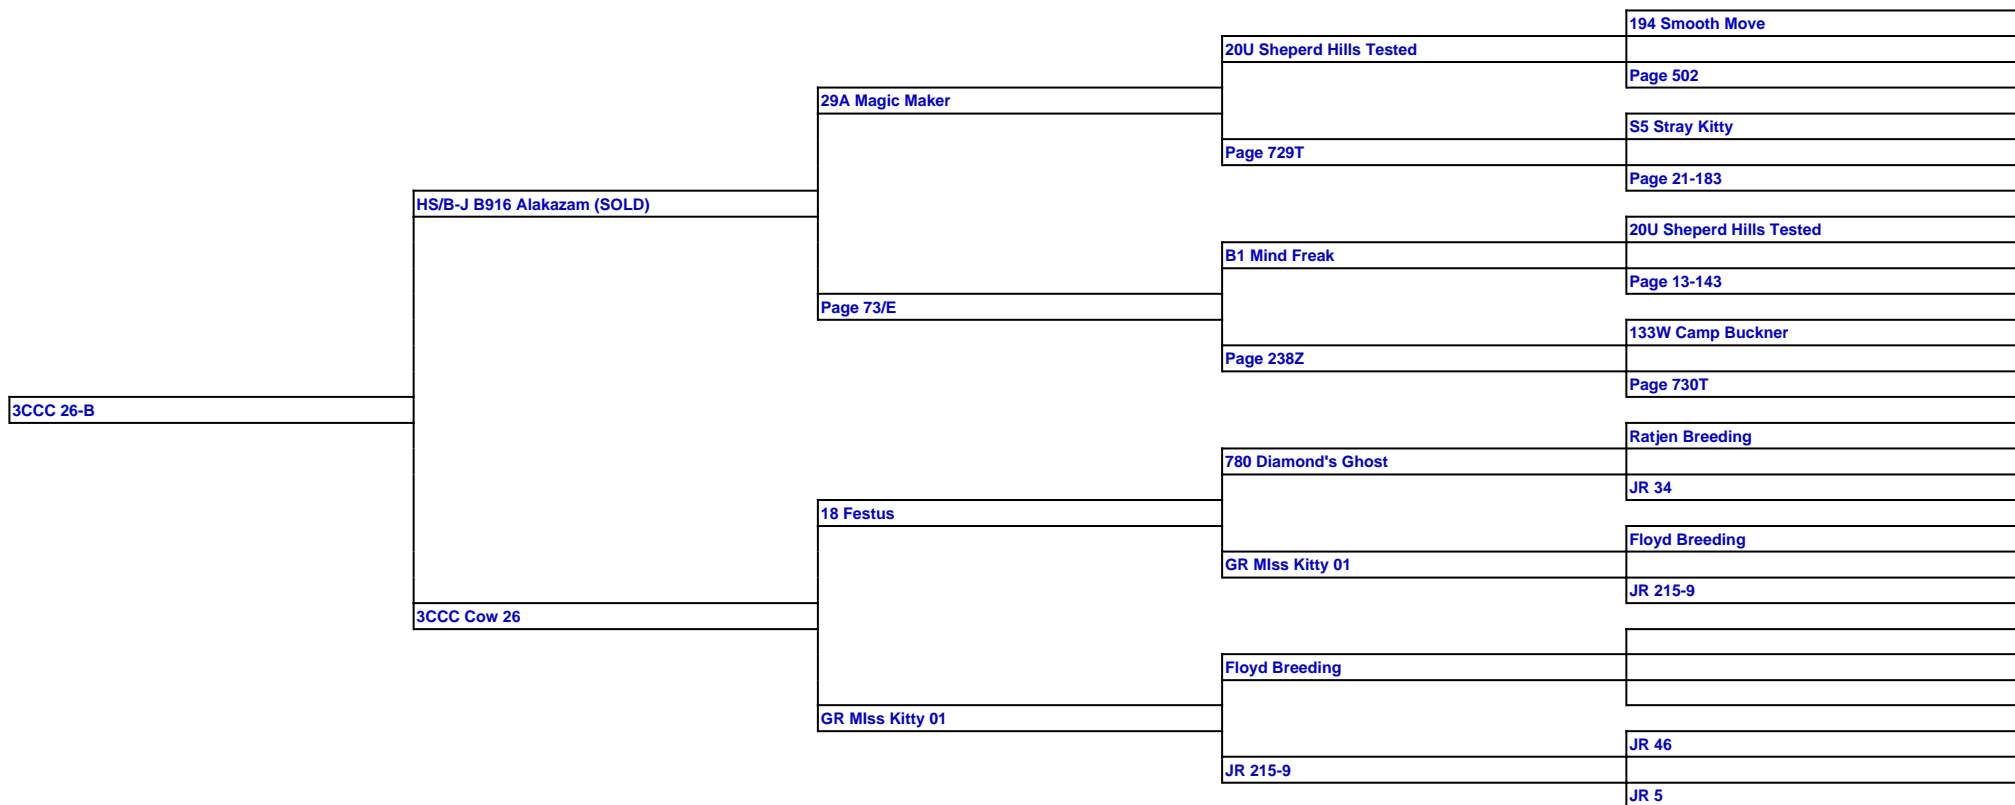 194 Smooth Move
20U Sheperd Hills Tested
Page 502
29A Magic Maker
S5 Stray Kitty
Page 729T
Page 21-183
HS/B-J B916 Alakazam (SOLD)
20U Sheperd Hills Tested
B1 Mind Freak
Page 13-143
Page 73/E
133W Camp Buckner
Page 238Z
Page 730T
3CCC 26-B
Ratjen Breeding
780 Diamond's Ghost
JR 34
18 Festus
Floyd Breeding
GR MIss Kitty 01
JR 215-9
3CCC Cow 26
Floyd Breeding
GR MIss Kitty 01
JR 46
JR 215-9
JR 5